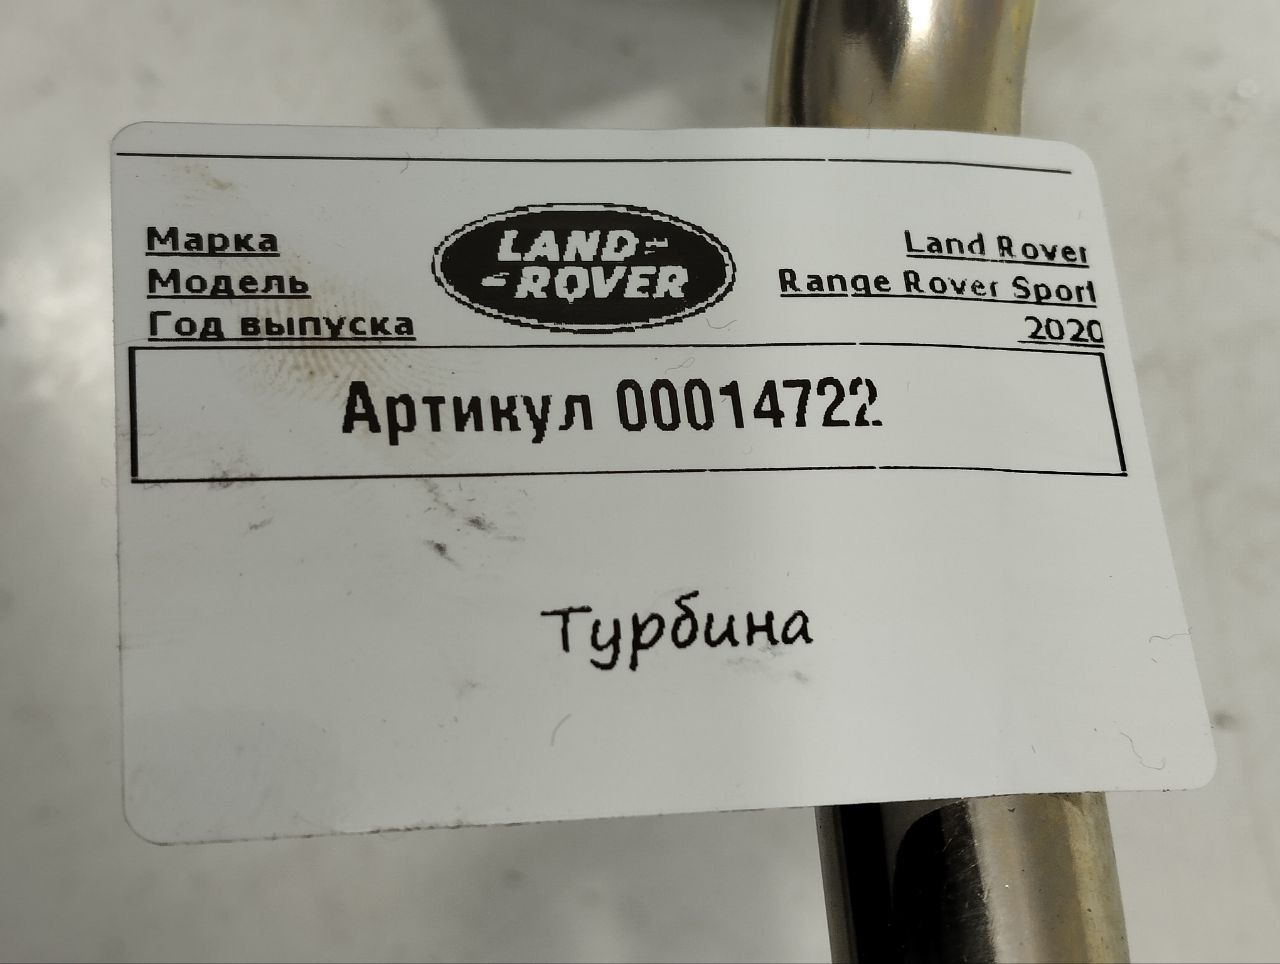 Марка LAND ROVER Land Rover
Модель Range Rover Sport
Год выпуска 2020
Артикул 00014722
Турбина